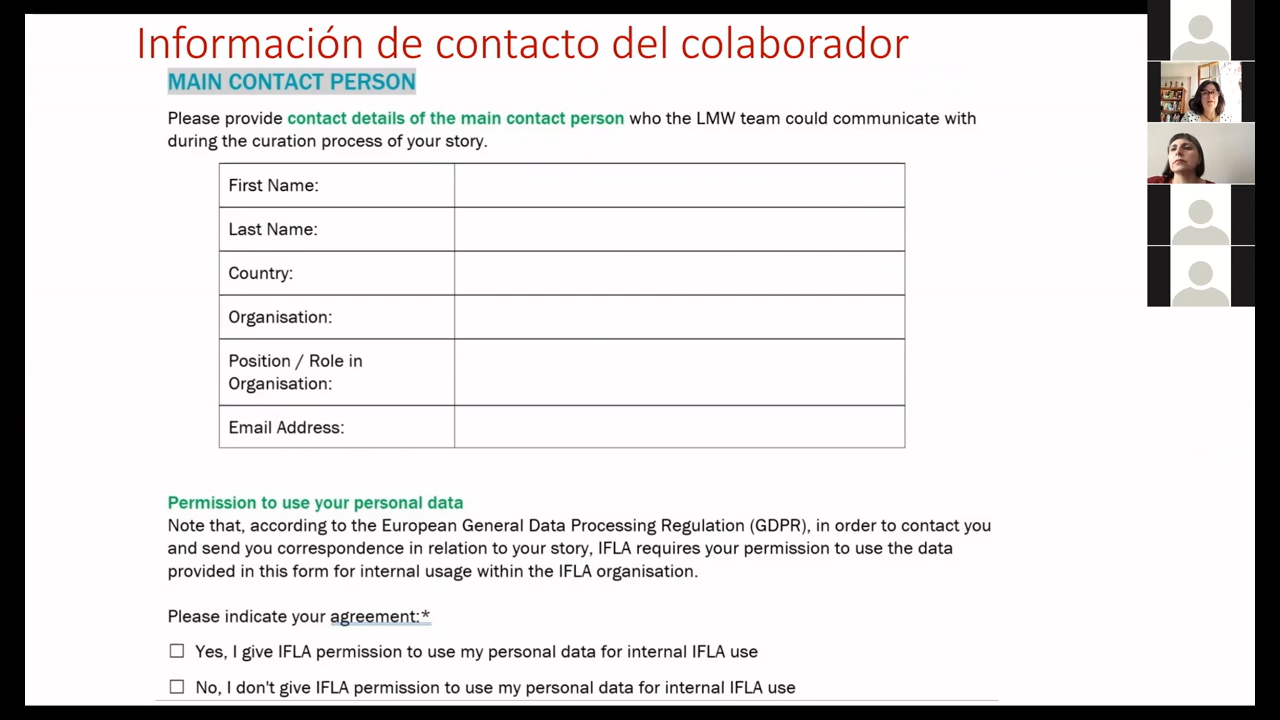 Información de contacto del colaborador
MAIN CONTACT PERSON
Please provide contact details of the main contact person who the LMW team could communicate with
during the curation process of your story.
First Name:
Last Name:
Country:
Organisation:
Position / Role in
Organisation:
Email Address:
Permission to use your personal data
Note that, according to the European General Data Processing Regulation (GDPR), in order to contact you
and send you correspondence in relation to your story, IFLA requires your permission to use the data
provided in this form for internal usage within the IFLA organisation.
Please indicate your agreement:*
☐ Yes, I give IFLA permission to use my personal data for internal IFLA use
☐ No, I don't give IFLA permission to use my personal data for internal IFLA use